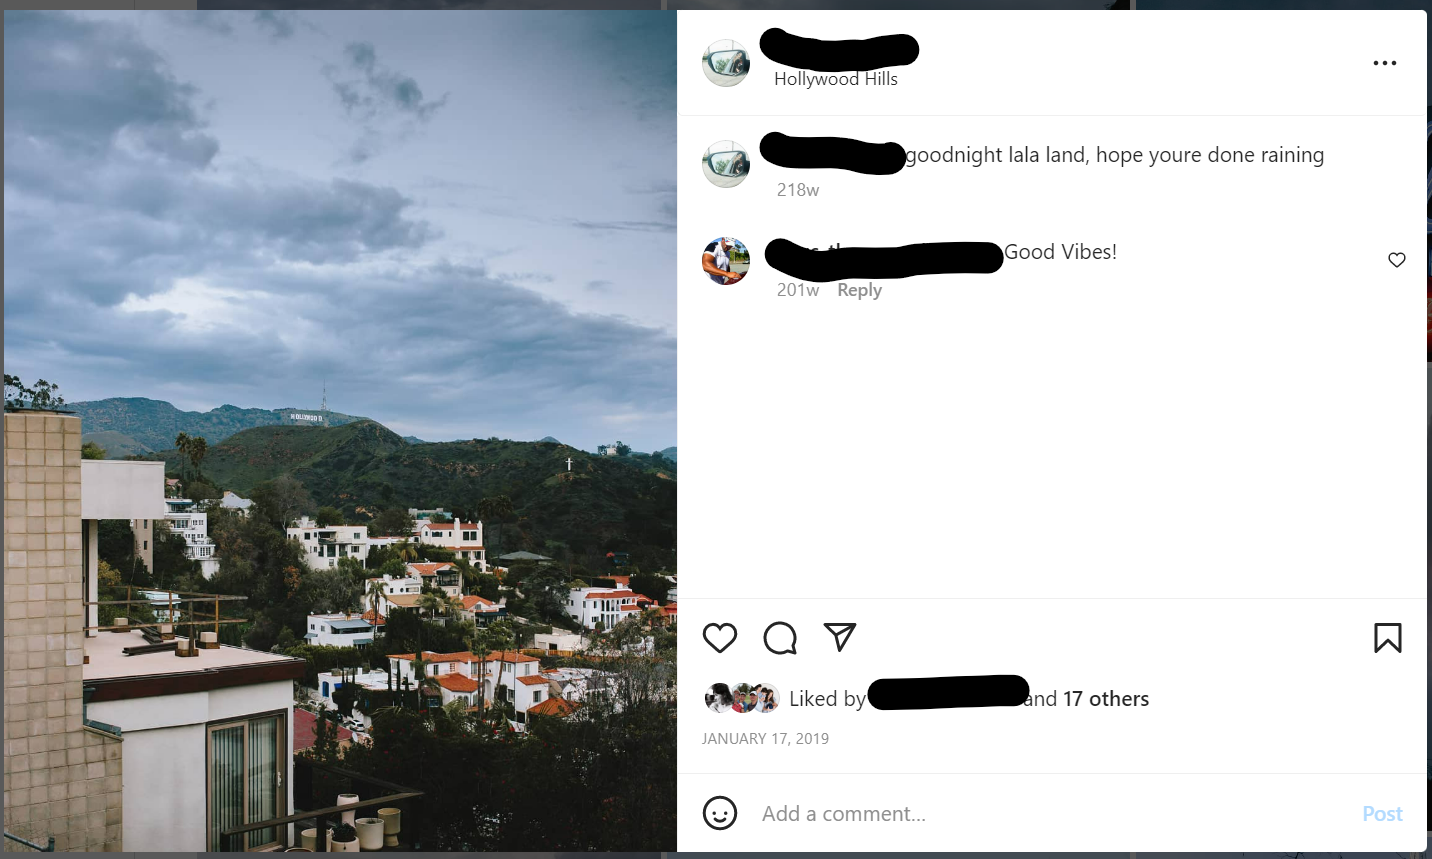 HOLLYWOOD
Hollywood Hills
goodnight lala land, hope youre done raining
218w
Good Vibes!
201w Reply
Liked by and 17 others
JANUARY 17, 2019
Add a comment... Post